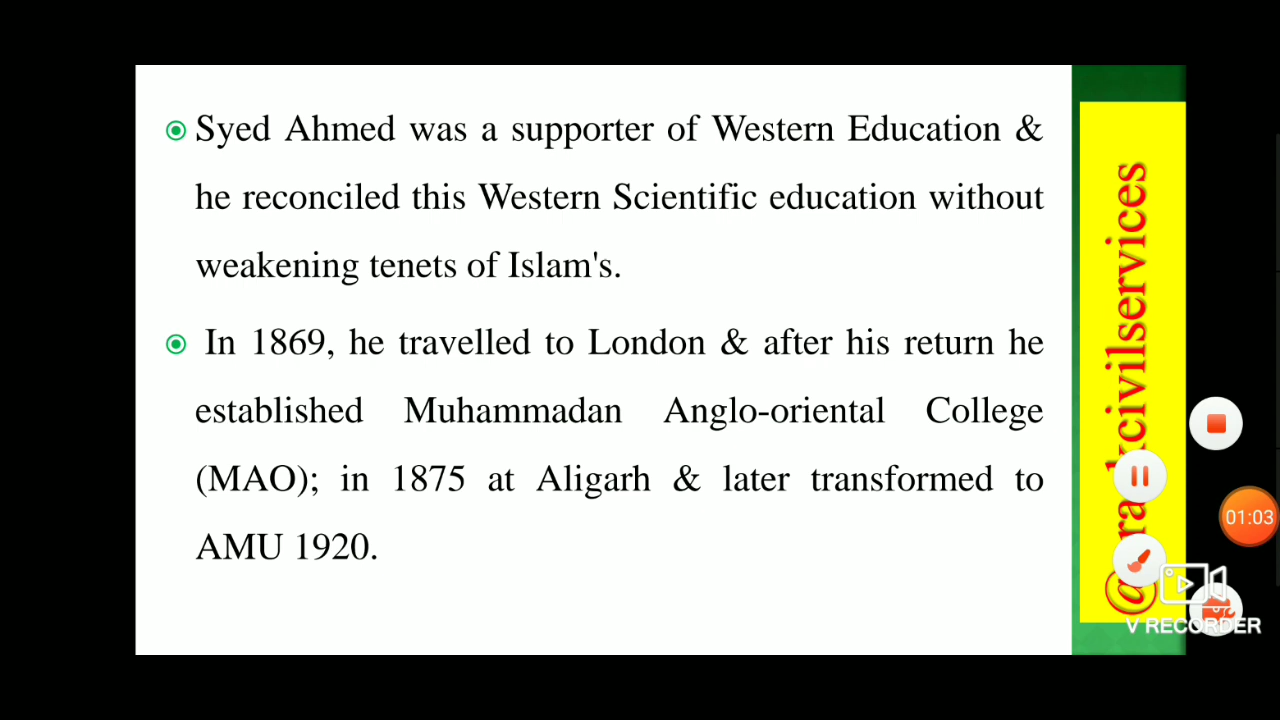 Syed Ahmed was a supporter of Western Education &
he reconciled this Western Scientific education without
weakening tenets of Islam's.
In 1869, he travelled to London & after his return he
established Muhammadan Anglo-oriental College
(MAO); in 1875 at Aligarh & later transformed to
AMU 1920.
01:03
V RECORDER